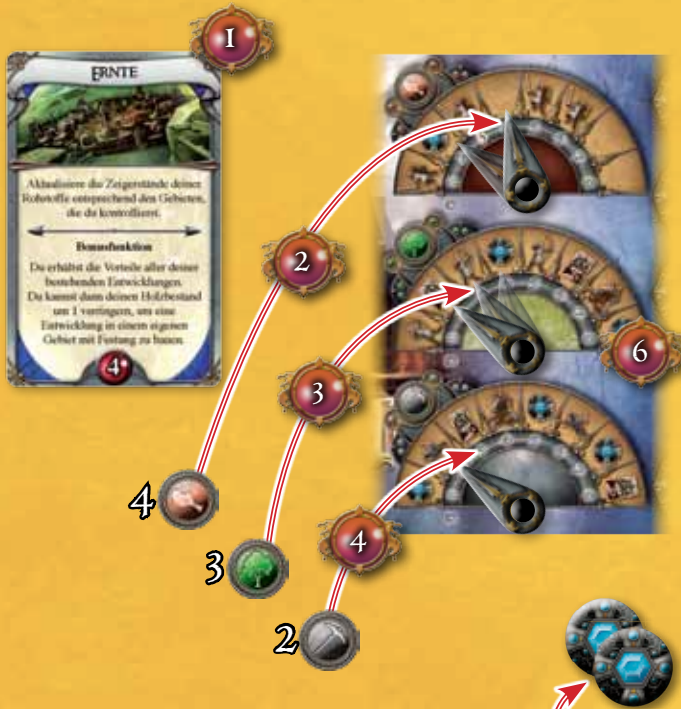 I
ERNTE
Aktualisiere die Zeigerstände deiner
Rohstoffe entsprechend den Gebieten,
die du kontrollierst.
Bonusfunktion
Du erhältst die Vorteile aller deiner
bestehenden Entwicklungen.
Du kannst dann deinen Holzbestand
um 1 verringern, um eine
Entwicklung in einem eigenen
Gebiet mit Festung zu bauen.
4
2
3
6
4
4
3
2